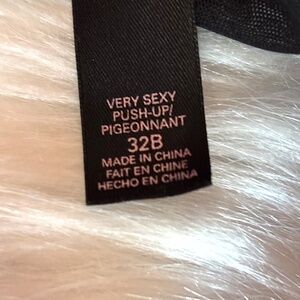 VERY SEXY
PUSH-UP/
PIGEONNANT
32B
MADE IN CHINA
FAIT EN CHINE
HECHO EN CHINA